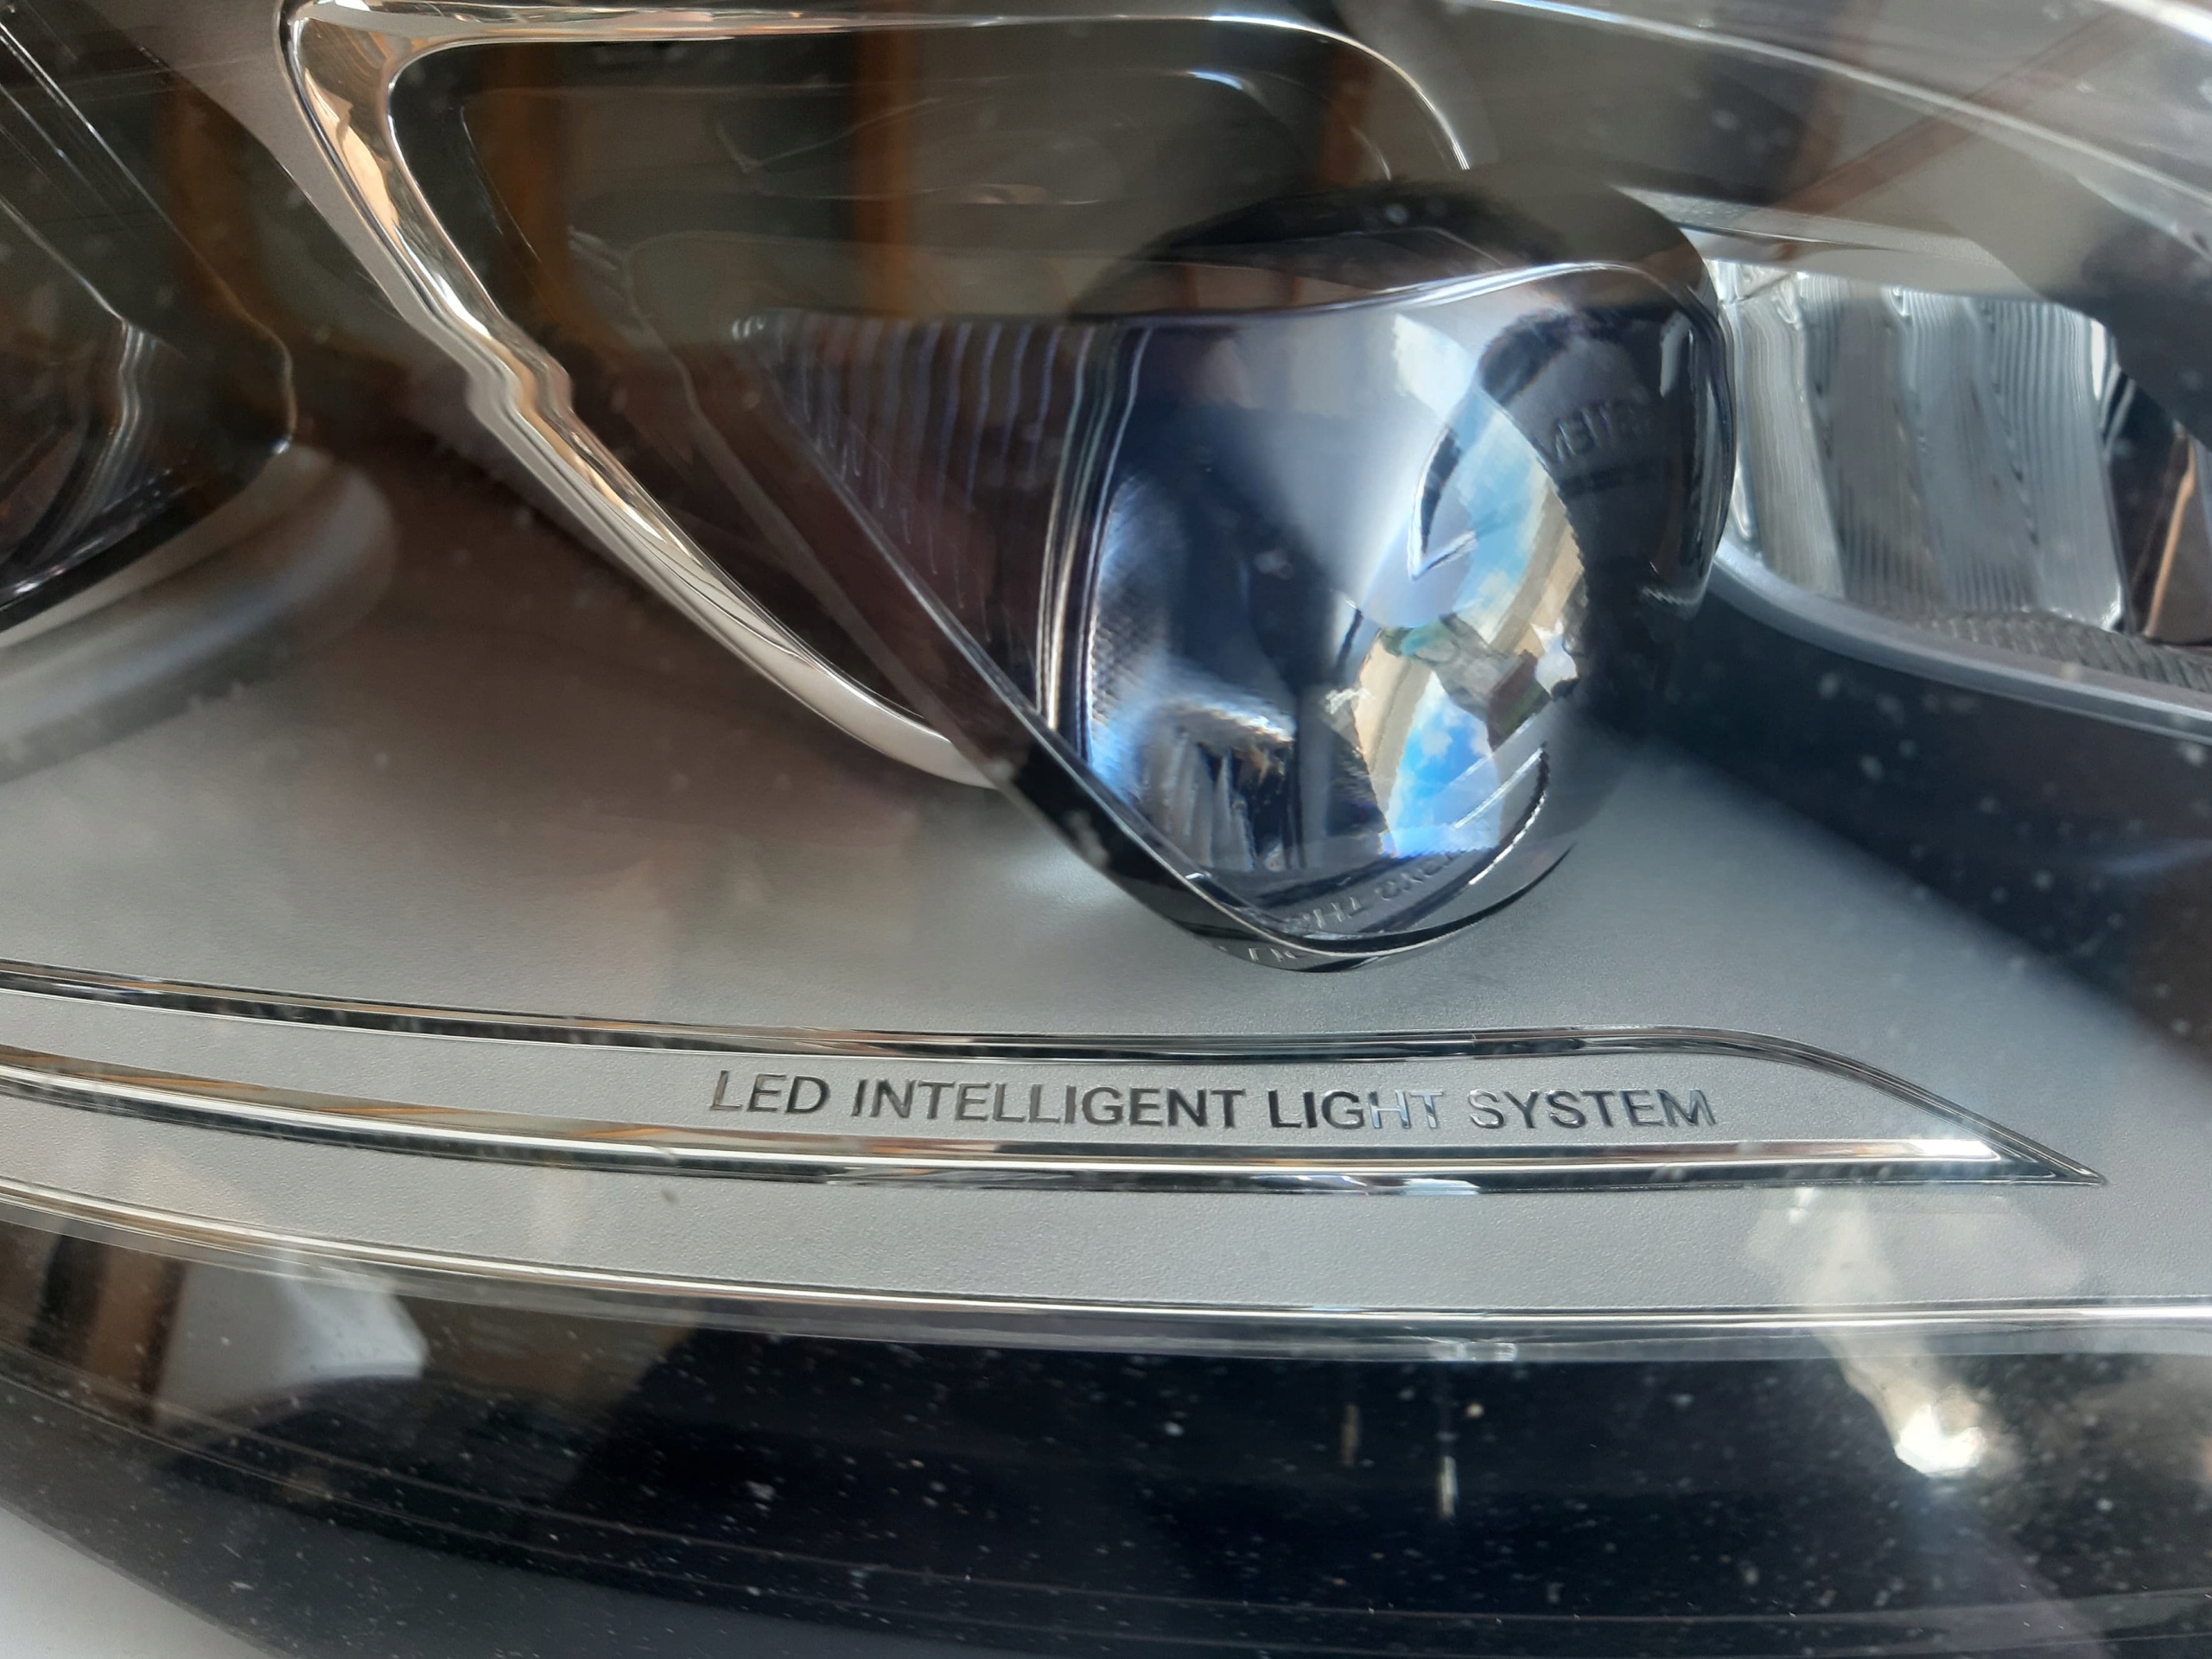 LED INTELLIGENT LIGHT SYSTEM